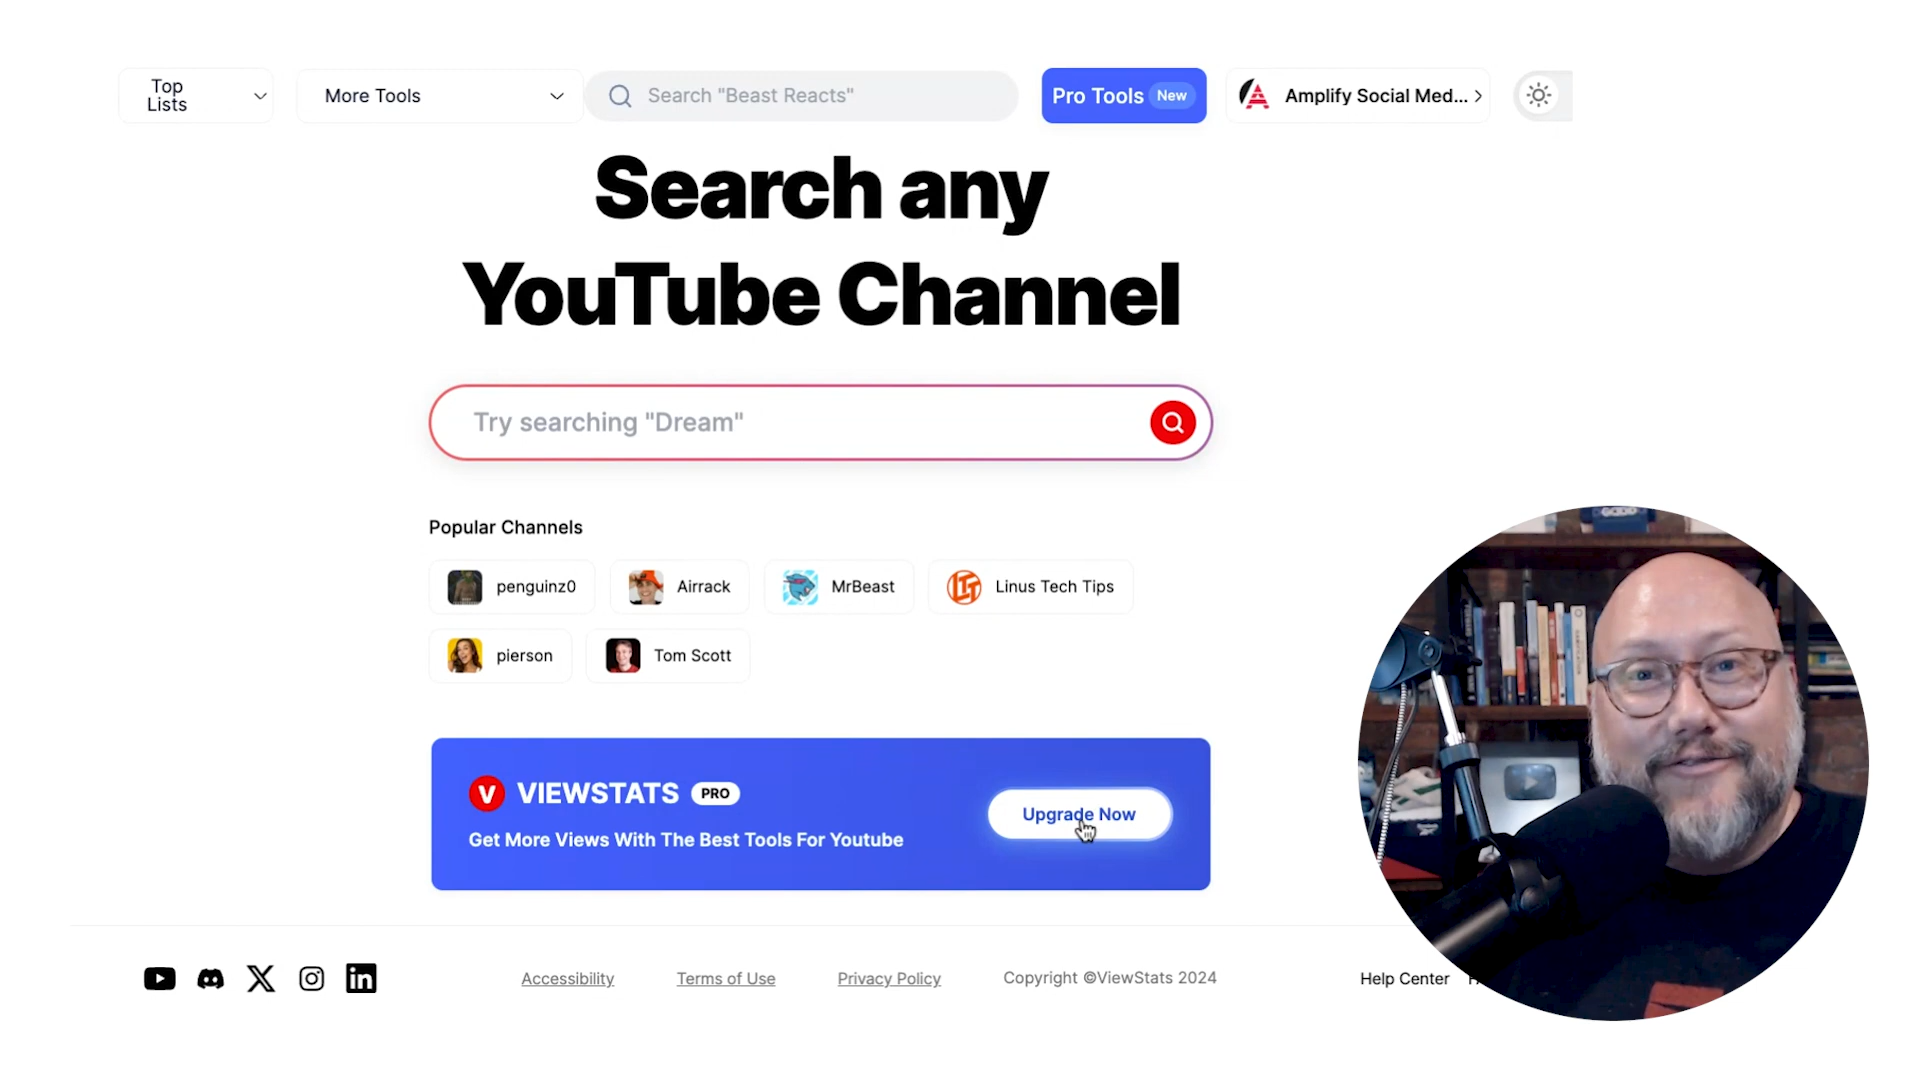 Top
Lists
More Tools
Search "Beast Reacts"
Pro Tools New
Amplify Social Med...
Search any
YouTube Channel
Try searching "Dream"
Popular Channels
penguinz0
Airrack
MrBeast
Linus Tech Tips
pierson
Tom Scott
V VIEWSTATS PRO
Get More Views With The Best Tools For Youtube
Upgrade Now
in
Accessibility
Terms of Use
Privacy Policy
Copyright ©ViewStats 2024
Help Center